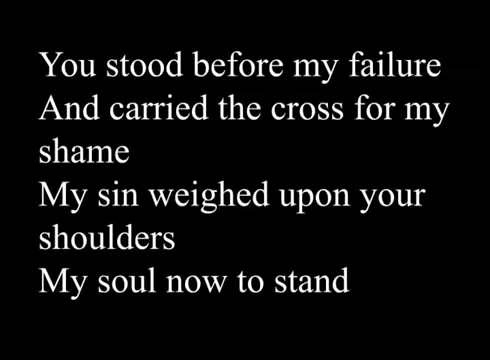 You stood before my failure
And carried the cross for my
shame
My sin weighed upon your
shoulders
My soul now to stand